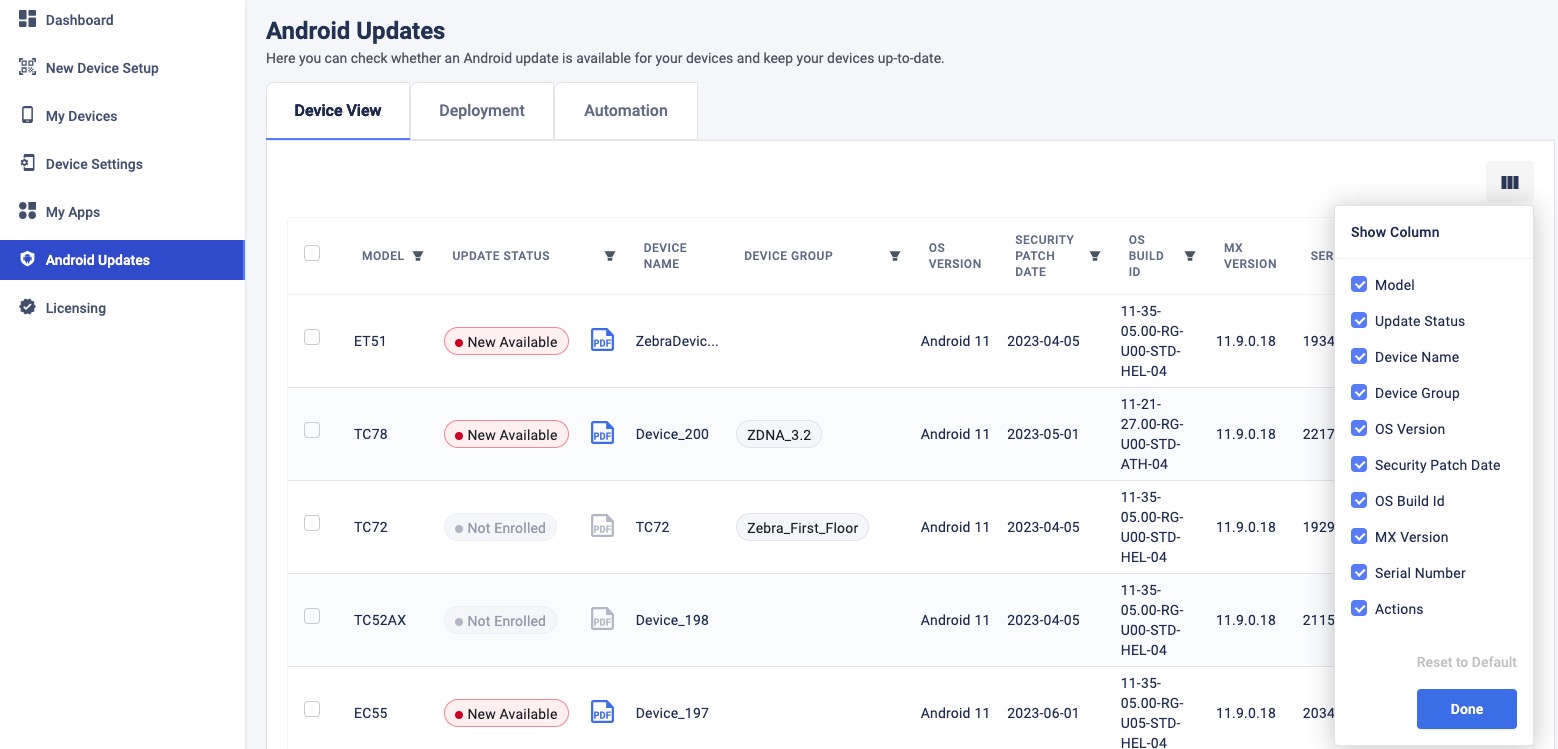 Dashboard
New Device Setup
My Devices
Device Settings
My Apps
Android Updates
Licensing
Android Updates
Here you can check whether an Android update is available for your devices and keep your devices up-to-date.
Device View
Deployment
Automation
MODEL
UPDATE STATUS
DEVICE
NAME
DEVICE GROUP
OS
VERSION
SECURITY
PATCH
DATE
OS
BUILD
ID
MX
VERSION
SER
ET51
New Available
PDF
ZebraDevic...
Android 11
2023-04-05
11-35-
05.00-RG-
U00-STD-
HEL-04
11.9.0.18
1934
TC78
New Available
PDF
Device_200
ZDNA_3.2
Android 11
2023-05-01
11-21-
27.00-RG-
U00-STD-
ATH-04
11.9.0.18
2217
TC72
Not Enrolled
PDF
TC72
Zebra_First_Floor
Android 11
2023-04-05
11-35-
05.00-RG-
U00-STD-
HEL-04
11.9.0.18
1929
TC52AX
Not Enrolled
PDF
Device_198
Android 11
2023-04-05
11-35-
05.00-RG-
U00-STD-
HEL-04
11.9.0.18
2115
EC55
New Available
PDF
Device_197
Android 11
2023-06-01
11-35-
05.00-RG-
U05-STD-
HEL-04
11.9.0.18
2034
Show Column
Model
Update Status
Device Name
Device Group
OS Version
Security Patch Date
OS Build Id
MX Version
Serial Number
Actions
Reset to Default
Done